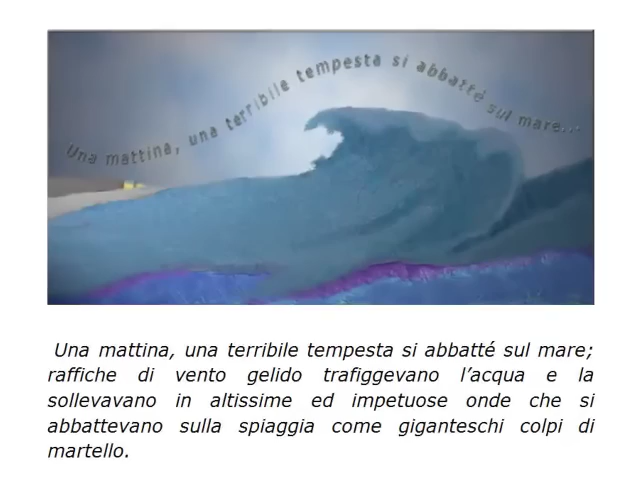 Una mattina, una terribile tempesta si abbatté sul mare...
Una mattina, una terribile tempesta si abbatté sul mare;
raffiche di vento gelido trafiggevano l’acqua e la
sollevavano in altissime ed impetuose onde che si
abbattevano sulla spiaggia come giganteschi colpi di
martello.